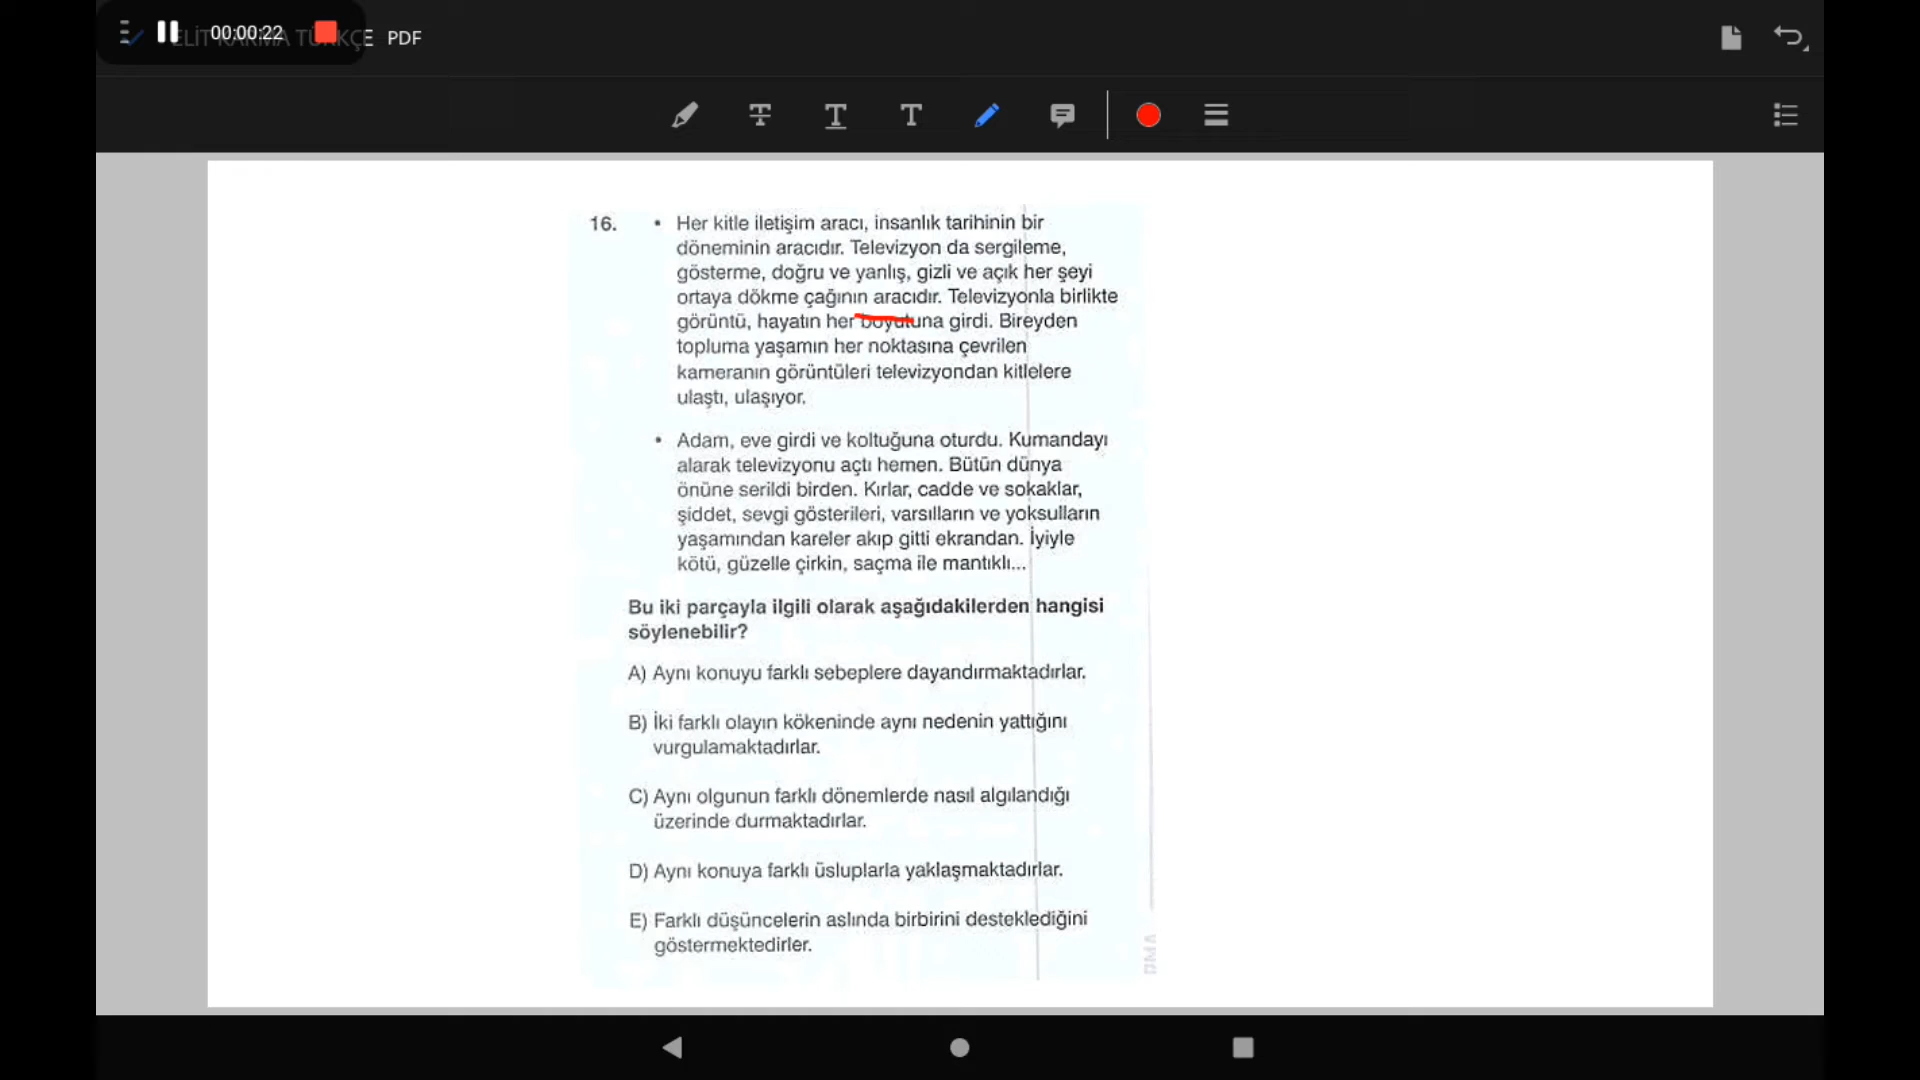 00:00:22
ELİT KARMA TÜRKÇE PDF
16. • Her kitle iletişim aracı, insanlık tarihinin bir
döneminin aracıdır. Televizyon da sergileme,
gösterme, doğru ve yanlış, gizli ve açık her şeyi
ortaya dökme çağının aracıdır. Televizyonla birlikte
görüntü, hayatın her boyutuna girdi. Bireyden
topluma yaşamın her noktasına çevrilen
kameranın görüntüleri televizyondan kitlelere
ulaştı, ulaşıyor.
• Adam, eve girdi ve koltuğuna oturdu. Kumandayı
alarak televizyonu açtı hemen. Bütün dünya
önüne serildi birden. Kırlar, cadde ve sokaklar,
şiddet, sevgi gösterileri, varsılların ve yoksulların
yaşamından kareler akıp gitti ekrandan. İyiyle
kötü, güzelle çirkin, saçma ile mantıklı...
Bu iki parçayla ilgili olarak aşağıdakilerden hangisi
söylenebilir?
A) Aynı konuyu farklı sebeplere dayandırmaktadırlar.
B) İki farklı olayın kökeninde aynı nedenin yattığını
vurgulamaktadırlar.
C) Aynı olgunun farklı dönemlerde nasıl algılandığı
üzerinde durmaktadırlar.
D) Aynı konuya farklı üsluplarla yaklaşmaktadırlar.
E) Farklı düşüncelerin aslında birbirini desteklediğini
göstermektedirler.